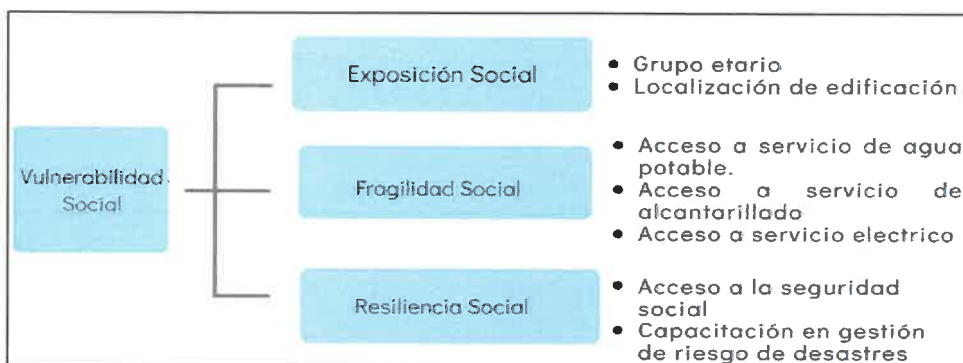 Vulnerabilidad
Social
Exposición Social
• Grupo etario
• Localización de edificación
Fragilidad Social
• Acceso a servicio de agua
potable.
• Acceso a servicio de
alcantarillado
• Acceso a servicio electrico
Resiliencia Social
• Acceso a la seguridad
social
• Capacitación en gestión
de riesgo de desastres